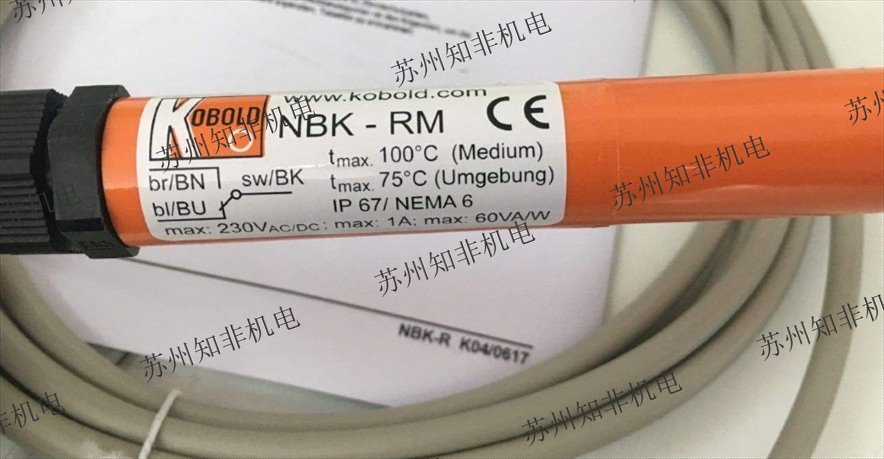 www.kobold.com
KOBOLD
NBK - RM CE
tmax. 100°C (Medium)
br/BN sw/BK
tmax. 75°C (Umgebung)
bl/BU
IP 67/ NEMA 6
max: 230VAC/DC; max: 1A; max: 60VA/W
NBK-R K04/0617
苏州知非机电
苏州知非机电
苏州知非机电
苏州知非机电
苏州知非机电
苏州知非机电
苏州知非机电
苏州知非机电